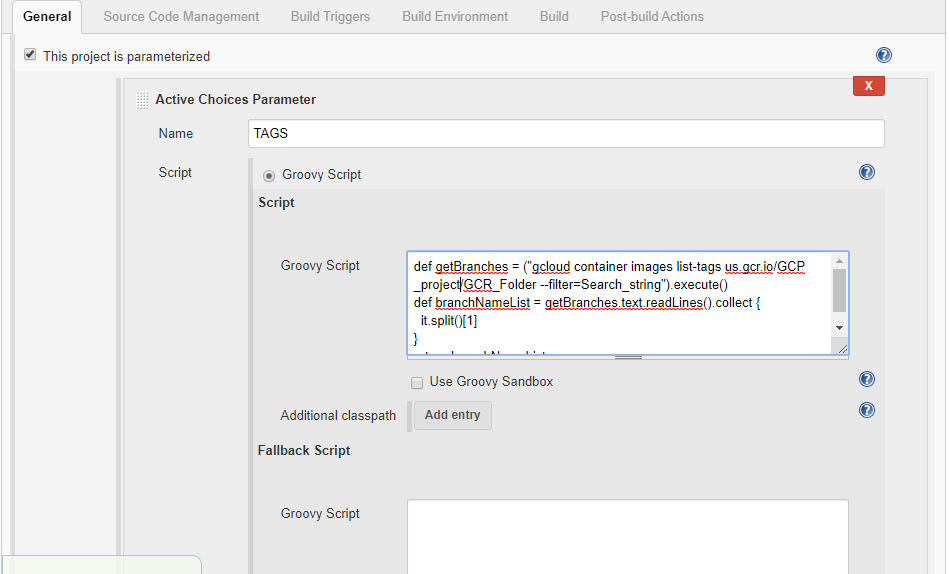 General Source Code Management Build Triggers Build Environment Build Post-build Actions
This project is parameterized
X
Active Choices Parameter
Name TAGS
Script Groovy Script
Script
Groovy Script
def getBranches = ("gcloud container images list-tags us.gcr.io/GCP
_project/GCR_Folder --filter=Search_string").execute()
def branchNameList = getBranches.text.readLines().collect {
it.split()[1]
}
Use Groovy Sandbox
Additional classpath Add entry
Fallback Script
Groovy Script